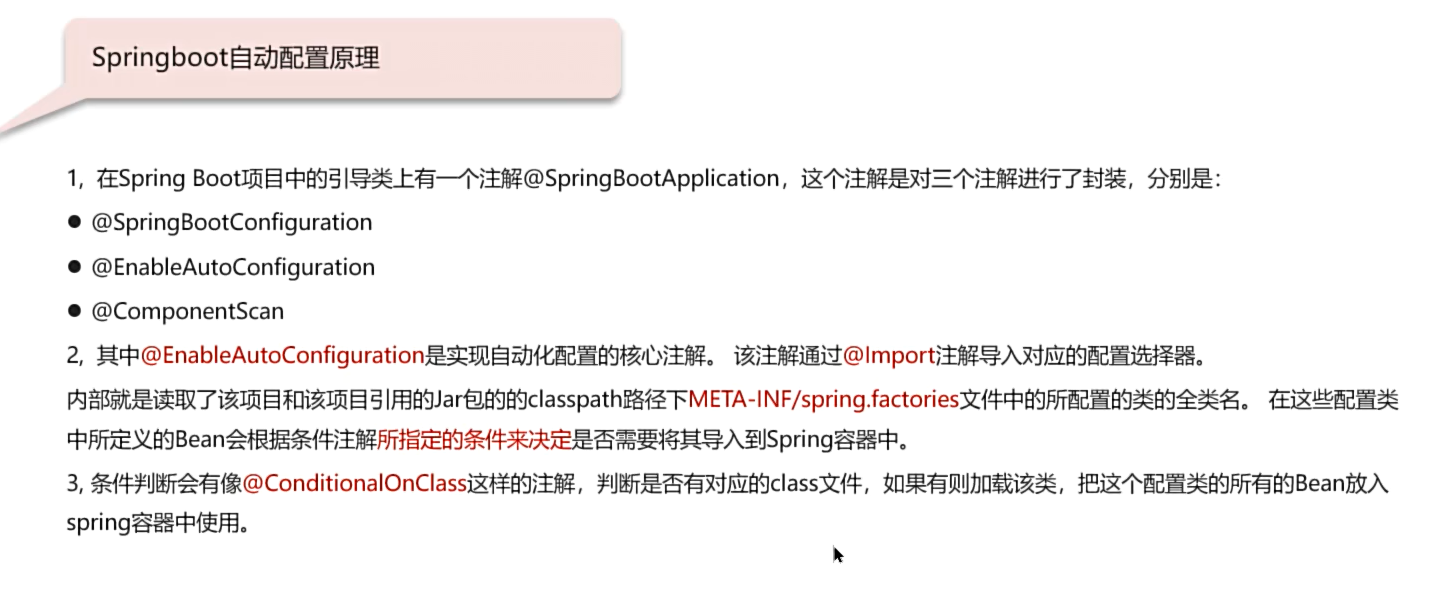 Springboot自动配置原理
1, 在Spring Boot项目中的引导类上有一个注解@SpringBootApplication，这个注解是对三个注解进行了封装，分别是：
● @SpringBootConfiguration
● @EnableAutoConfiguration
● @ComponentScan
2, 其中@EnableAutoConfiguration是实现自动化配置的核心注解。 该注解通过@Import注解导入对应的配置选择器。
内部就是读取了该项目和该项目引用的Jar包的的classpath路径下META-INF/spring.factories文件中的所配置的类的全类名。 在这些配置类
中所定义的Bean会根据条件注解所指定的条件来决定是否需要将其导入到Spring容器中。
3, 条件判断会有像@ConditionalOnClass这样的注解，判断是否有对应的class文件，如果有则加载该类，把这个配置类的所有的Bean放入
spring容器中使用。